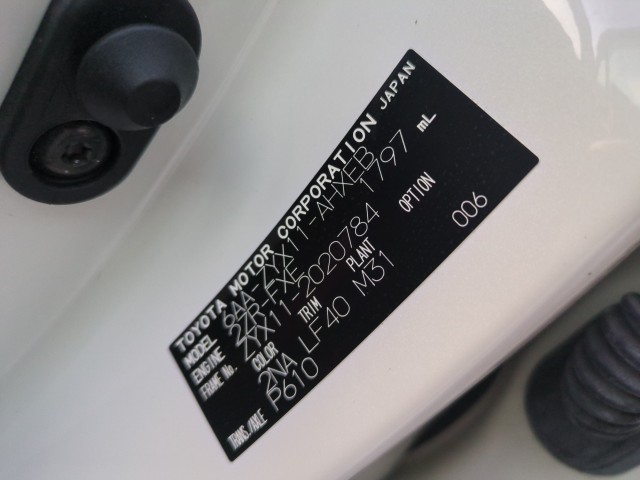 TOYOTA MOTOR CORPORATION JAPAN
MODEL 6AA-ZYX11-AHXEB
ENGINE 2ZR-FXE 1797 mL
FRAME No. ZYX11-2020784
COLOR TRIM PLANT OPTION
2NA LF40 M31
TRANS./AXLE P610 006